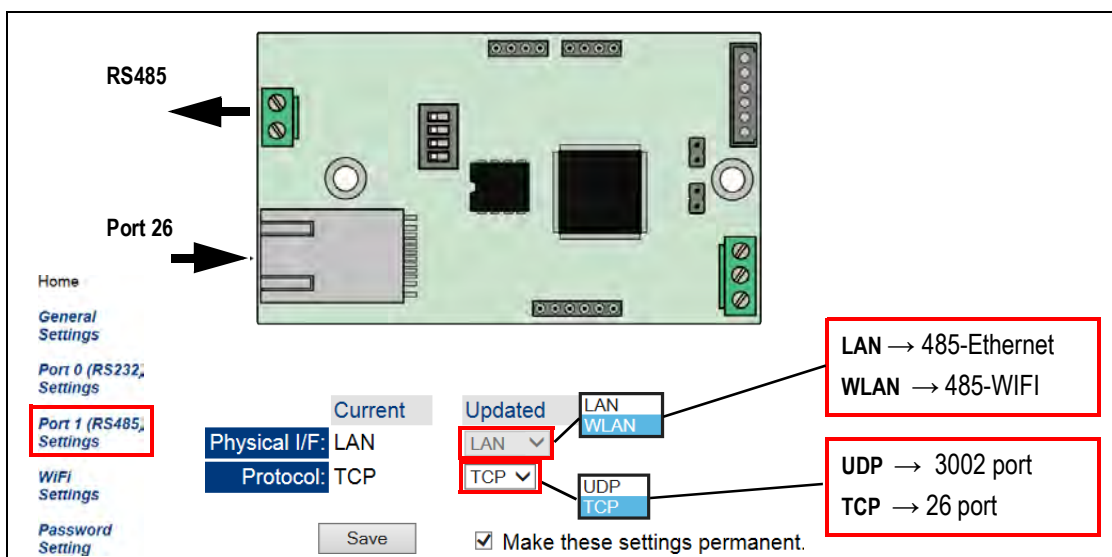 RS485
Port 26
Home
General
Settings
Port 0 (RS232)
Settings
Port 1 (RS485)
Settings
WiFi
Settings
Password
Setting
Current Updated
Physical I/F: LAN LAN
Protocol: TCP TCP
LAN
WLAN
UDP
TCP
LAN → 485-Ethernet
WLAN → 485-WIFI
UDP → 3002 port
TCP → 26 port
Save
Make these settings permanent.